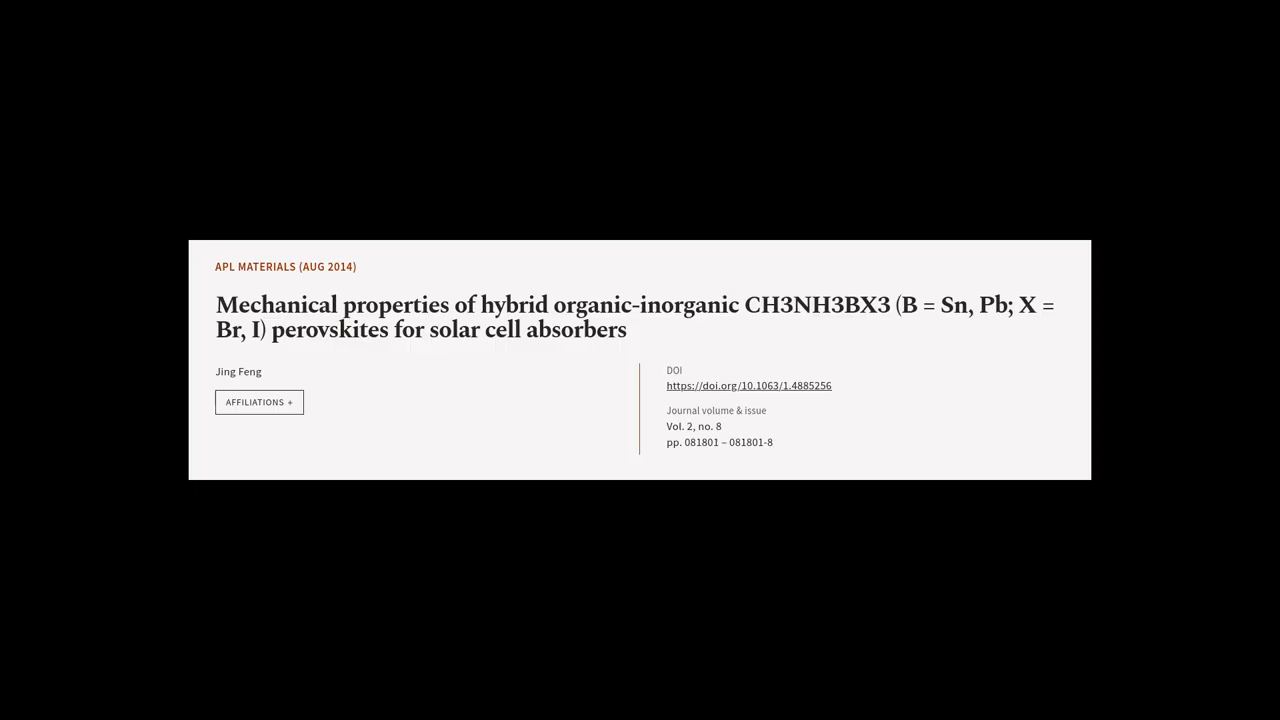 APL MATERIALS (AUG 2014)
Mechanical properties of hybrid organic-inorganic CH3NH3BX3 (B = Sn, Pb; X =
Br, I) perovskites for solar cell absorbers
Jing Feng
AFFILIATIONS +
DOI
https://doi.org/10.1063/1.4885256
Journal volume & issue
Vol. 2, no. 8
pp. 081801 – 081801-8